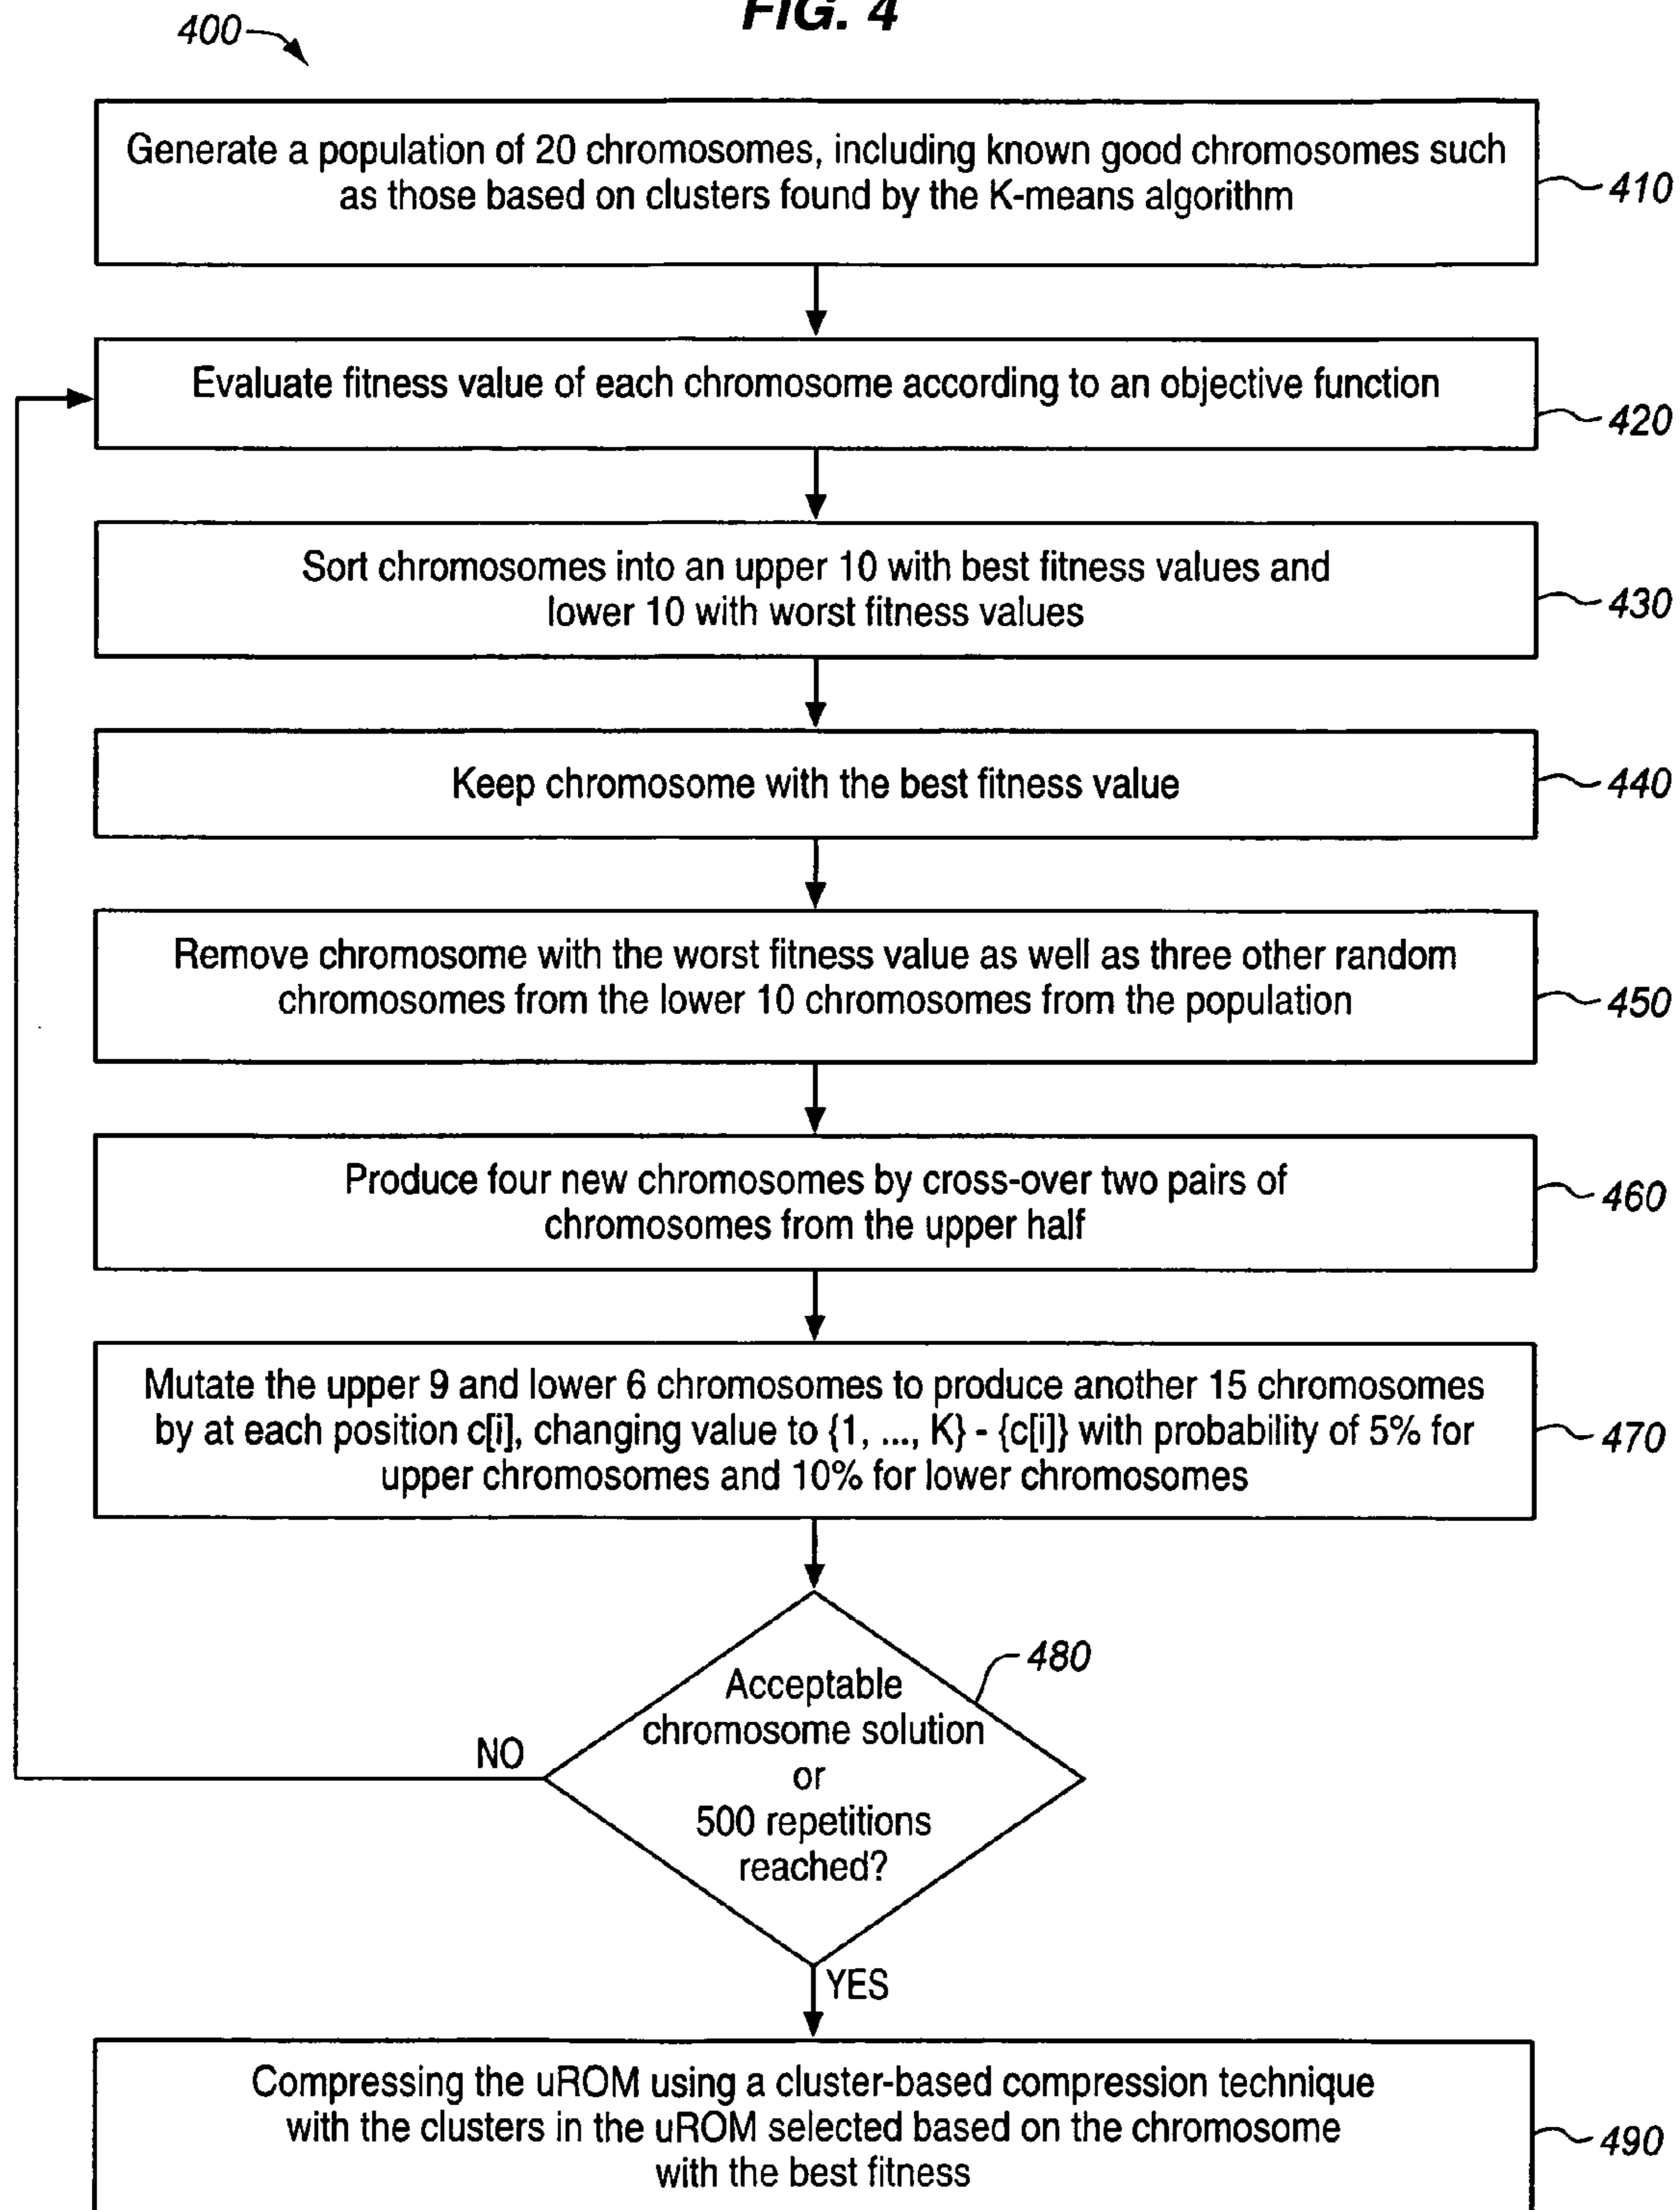 FIG. 4
400
Generate a population of 20 chromosomes, including known good chromosomes such
as those based on clusters found by the K-means algorithm
410
Evaluate fitness value of each chromosome according to an objective function
420
Sort chromosomes into an upper 10 with best fitness values and
lower 10 with worst fitness values
430
Keep chromosome with the best fitness value
440
Remove chromosome with the worst fitness value as well as three other random
chromosomes from the lower 10 chromosomes from the population
450
Produce four new chromosomes by cross-over two pairs of
chromosomes from the upper half
460
Mutate the upper 9 and lower 6 chromosomes to produce another 15 chromosomes
by at each position c[i], changing value to {1, ..., K} - {c[i]} with probability of 5% for
upper chromosomes and 10% for lower chromosomes
470
480
Acceptable
chromosome solution
or
500 repetitions
reached?
NO
YES
Compressing the uROM using a cluster-based compression technique
with the clusters in the uROM selected based on the chromosome
with the best fitness
490